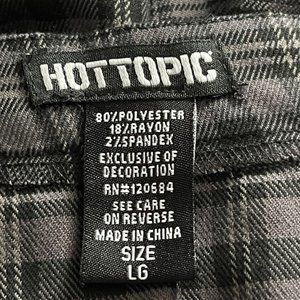 HOTTOPIC
80%POLYESTER
18%RAYON
2%SPANDEX
EXCLUSIVE OF
DECORATION
RN#120684
SEE CARE
ON REVERSE
MADE IN CHINA
SIZE
LG